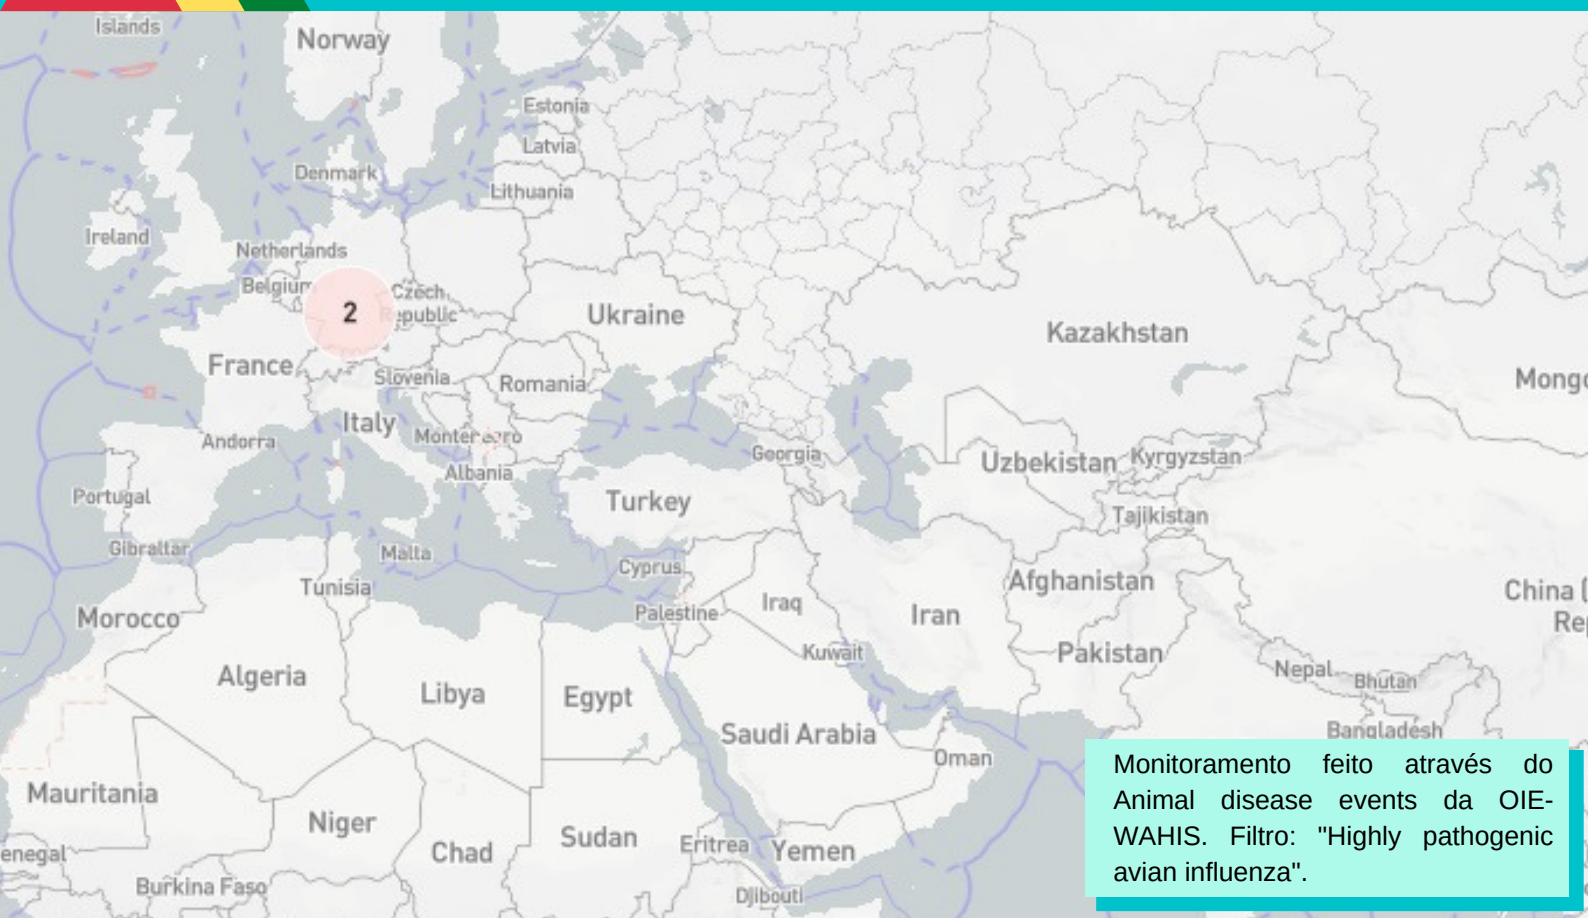 Islands
Norway
Estonia
Latvia
Denmark
Lithuania
Ireland
Netherlands
Belgium
Czech
Republic
2
Ukraine
Kazakhstan
France
Slovenia
Romania
Mongo
Italy
Andorra
Montenegro
Georgia
Uzbekistan
Kyrgyzstan
Albania
Portugal
Turkey
Tajikistan
Gibraltar
Malta
Cyprus
Tunisia
Afghanistan
Morocco
Palestine
Iraq
Iran
China (
Rep
Kuwait
Pakistan
Nepal
Bhutan
Algeria
Libya
Egypt
Saudi Arabia
Bangladesh
Oman
Mauritania
Niger
Chad
Sudan
Eritrea
Yemen
enegal
Burkina Faso
Djibouti
Monitoramento feito através do
Animal disease events da OIE-
WAHIS. Filtro: "Highly pathogenic
avian influenza".